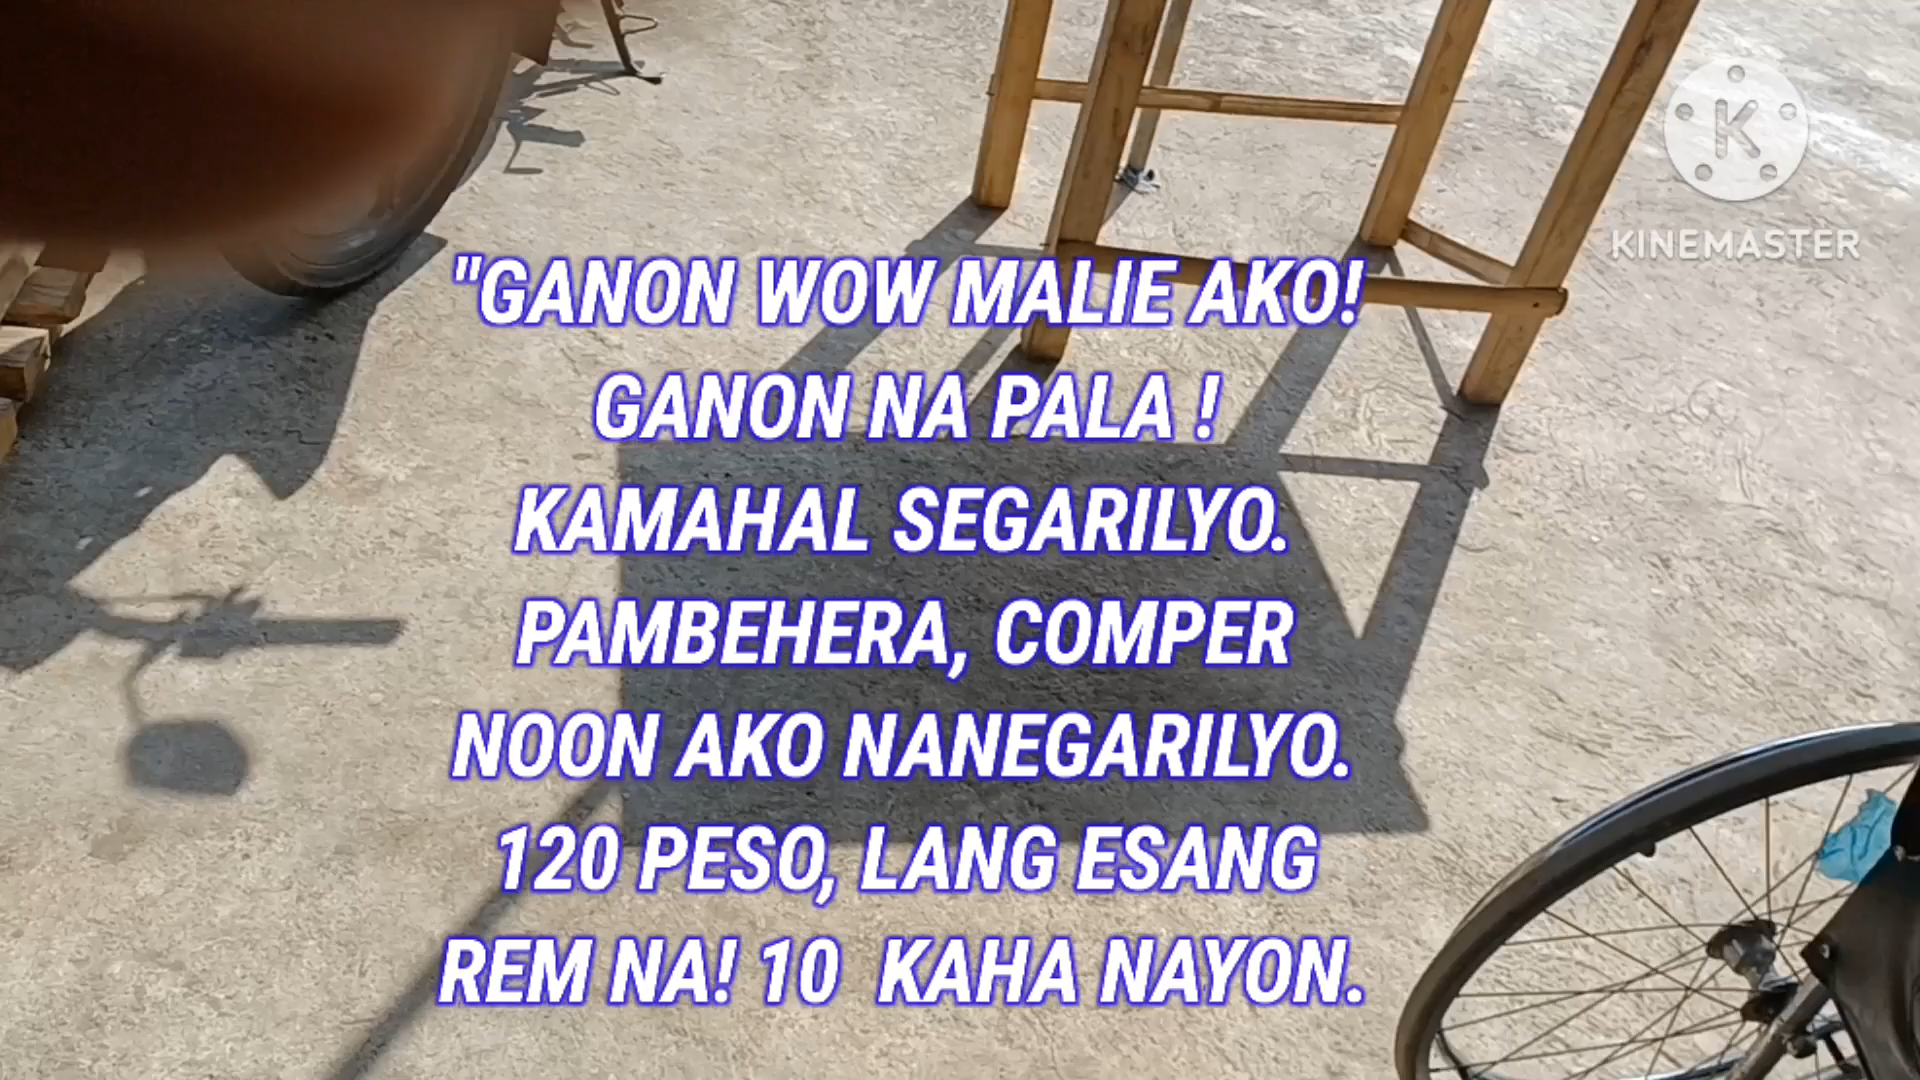 "GANON WOW MALIE AKO!
GANON NA PALA !
KAMAHAL SEGARILYO.
PAMBEHERA, COMPER
NOON AKO NANEGARILYO.
120 PESO, LANG ESANG
REM NA! 10 KAHA NAYON.
K
KINEMASTER